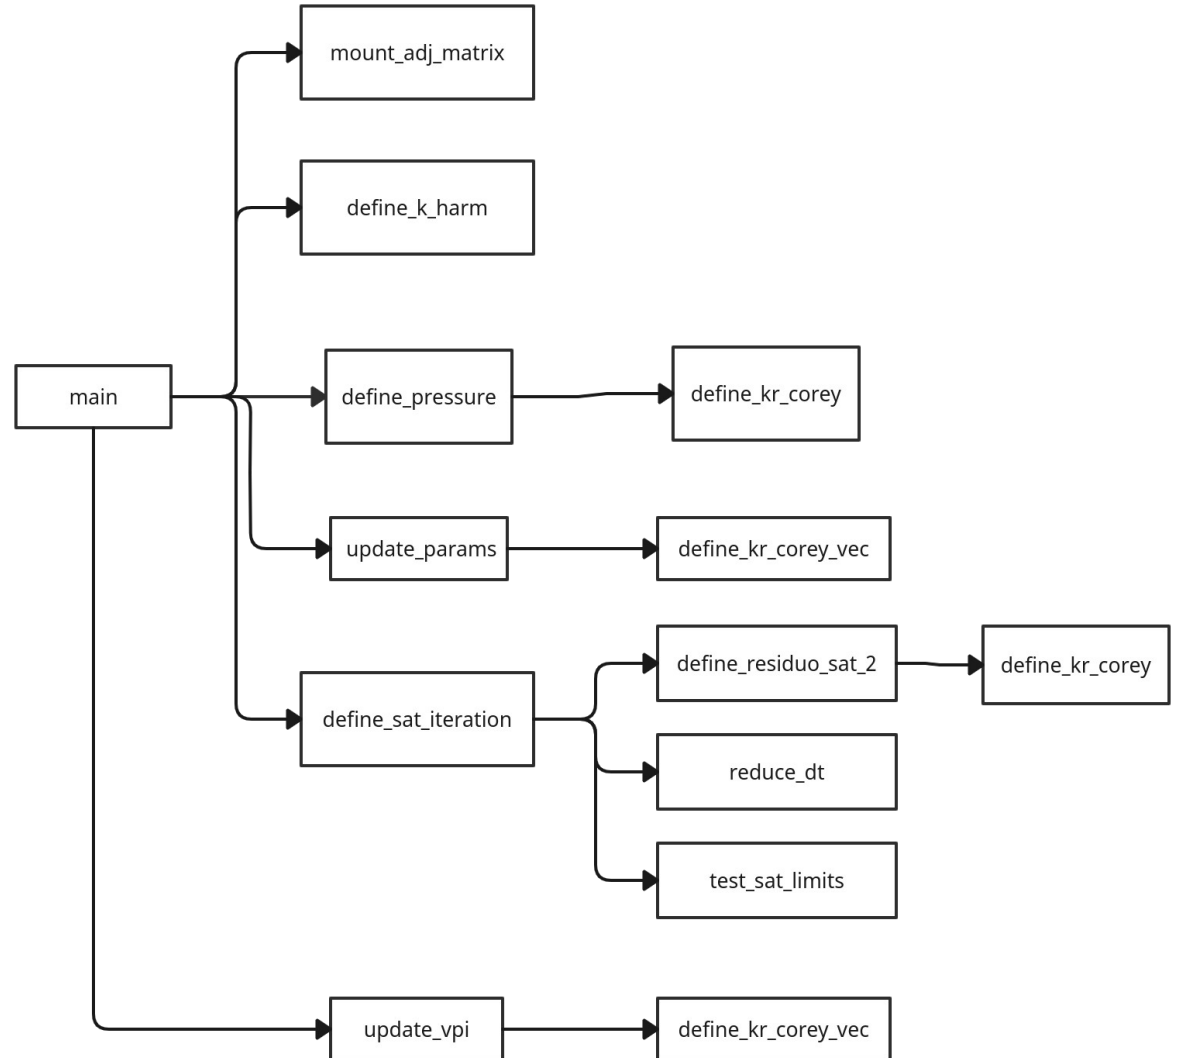 mount_adj_matrix
define_k_harm
main
define_pressure
define_kr_corey
update_params
define_kr_corey_vec
define_sat_iteration
define_residuo_sat_2
define_kr_corey
reduce_dt
test_sat_limits
update_vpi
define_kr_corey_vec